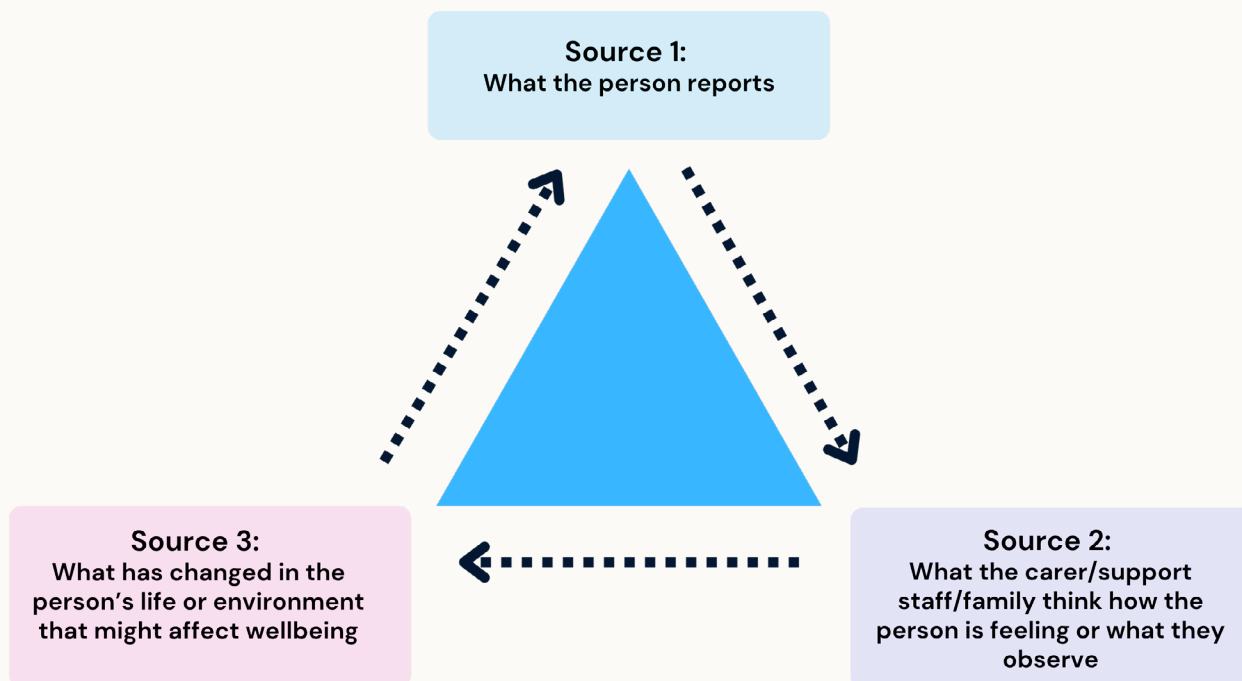 Source 1:
What the person reports
Source 3:
What has changed in the
person's life or environment
that might affect wellbeing
Source 2:
What the carer/support
staff/family think how the
person is feeling or what they
observe